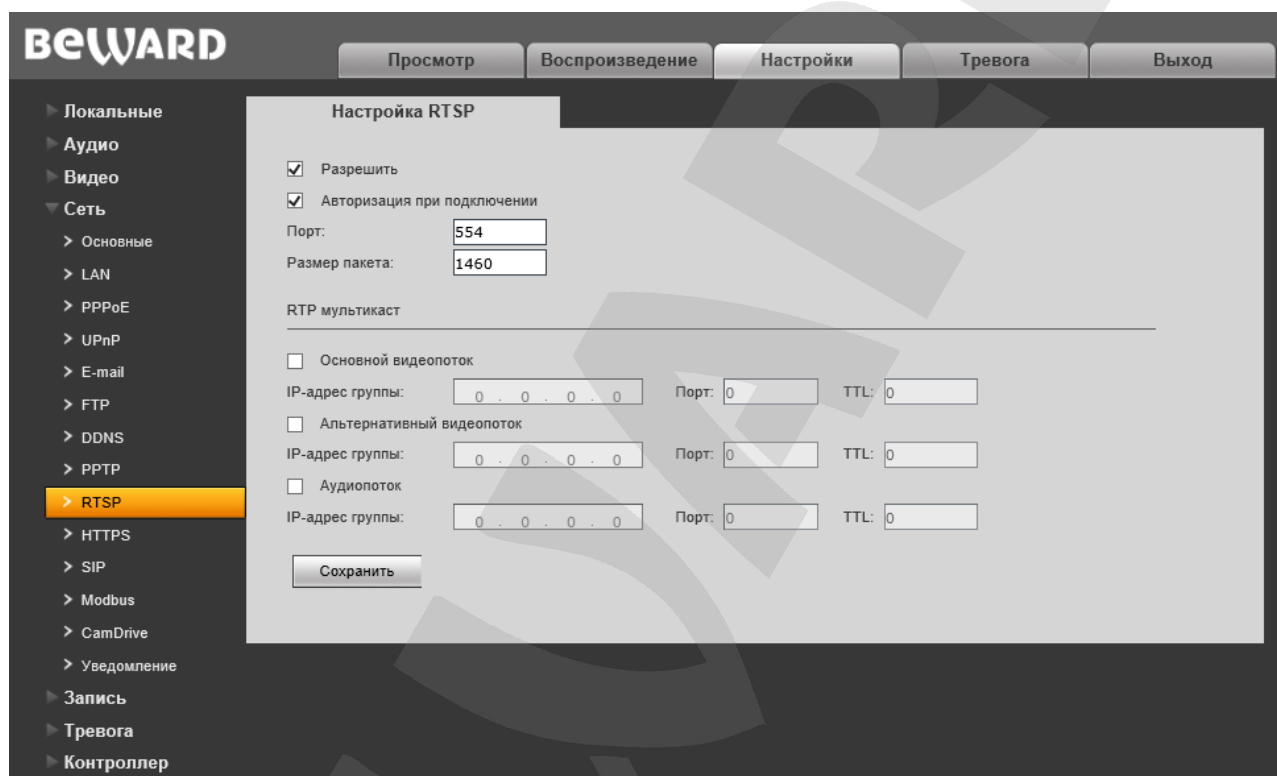 BEWARD
Просмотр Воспроизведение Настройки Тревога Выход
Локальные
Аудио
Видео
Сеть
Основные
LAN
PPPoE
UPnP
E-mail
FTP
DDNS
PPTP
RTSP
HTTPS
SIP
Modbus
CamDrive
Уведомление
Запись
Тревога
Контроллер
Настройка RTSP
Разрешить
Авторизация при подключении
Порт: 554
Размер пакета: 1460
RTP мультикаст
Основной видеопоток
IP-адрес группы: 0 . 0 . 0 . 0 Порт: 0 TTL: 0
Альтернативный видеопоток
IP-адрес группы: 0 . 0 . 0 . 0 Порт: 0 TTL: 0
Аудиопоток
IP-адрес группы: 0 . 0 . 0 . 0 Порт: 0 TTL: 0
Сохранить